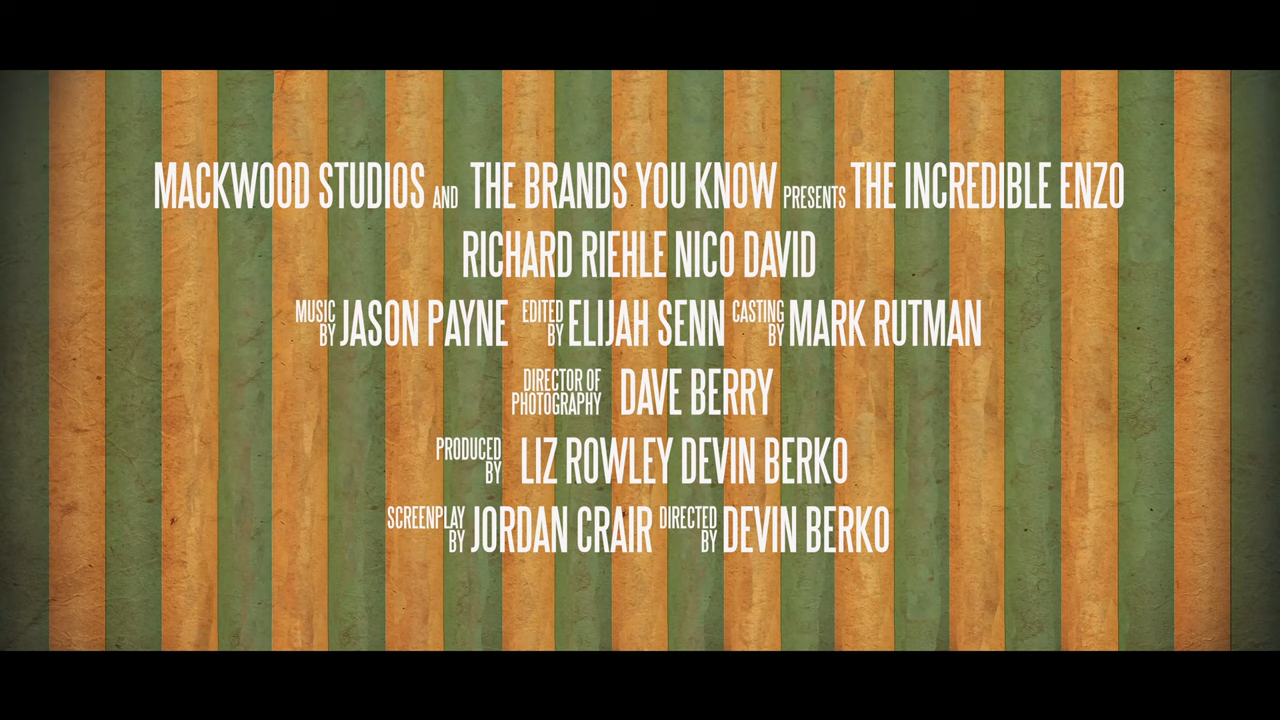 MACKWOOD STUDIOS AND THE BRANDS YOU KNOW PRESENTS THE INCREDIBLE ENZO
RICHARD RIEHLE NICO DAVID
MUSIC BY JASON PAYNE EDITED BY ELIJAH SENN CASTING BY MARK RUTMAN
DIRECTOR OF PHOTOGRAPHY DAVE BERRY
PRODUCED BY LIZ ROWLEY DEVIN BERKO
SCREENPLAY BY JORDAN CRAIR DIRECTED BY DEVIN BERKO